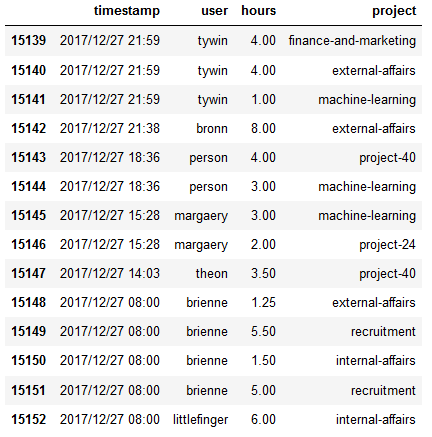 timestamp user hours project
15139 2017/12/27 21:59 tywin 4.00 finance-and-marketing
15140 2017/12/27 21:59 tywin 4.00 external-affairs
15141 2017/12/27 21:59 tywin 1.00 machine-learning
15142 2017/12/27 21:38 bronn 8.00 external-affairs
15143 2017/12/27 18:36 person 4.00 project-40
15144 2017/12/27 18:36 person 3.00 machine-learning
15145 2017/12/27 15:28 margaery 3.00 machine-learning
15146 2017/12/27 15:28 margaery 2.00 project-24
15147 2017/12/27 14:03 theon 3.50 project-40
15148 2017/12/27 08:00 brienne 1.25 external-affairs
15149 2017/12/27 08:00 brienne 5.50 recruitment
15150 2017/12/27 08:00 brienne 1.50 internal-affairs
15151 2017/12/27 08:00 brienne 5.00 recruitment
15152 2017/12/27 08:00 littlefinger 6.00 internal-affairs